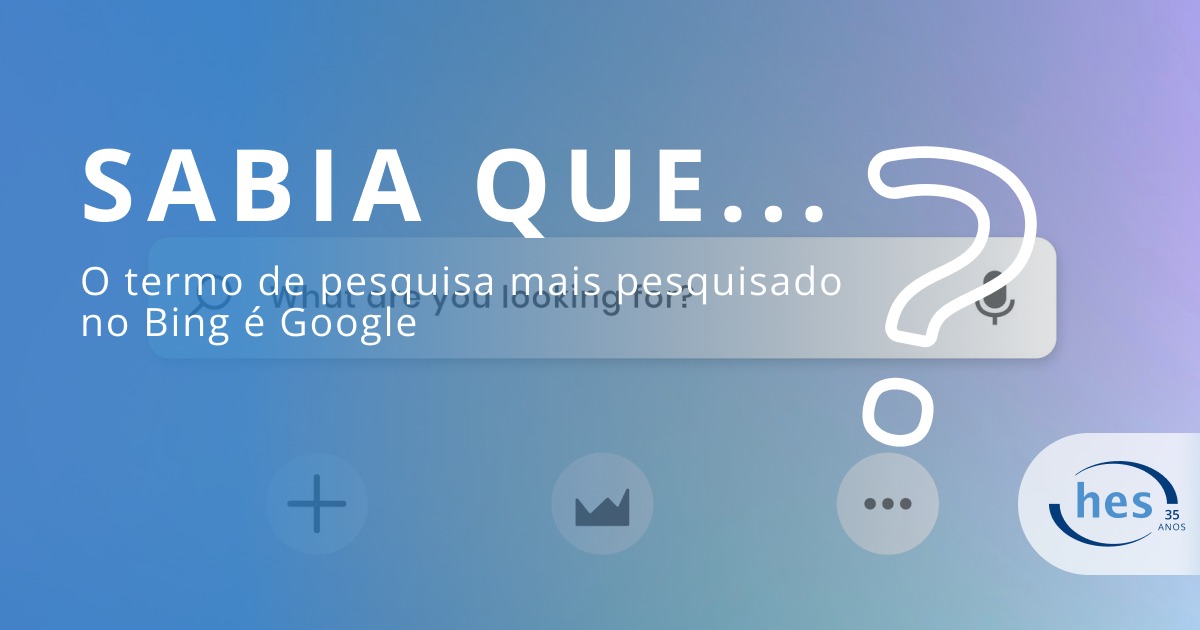 SABIA QUE...
O termo de pesquisa mais pesquisado
no Bing é Google
What are you looking for?
?
hes
35
ANOS